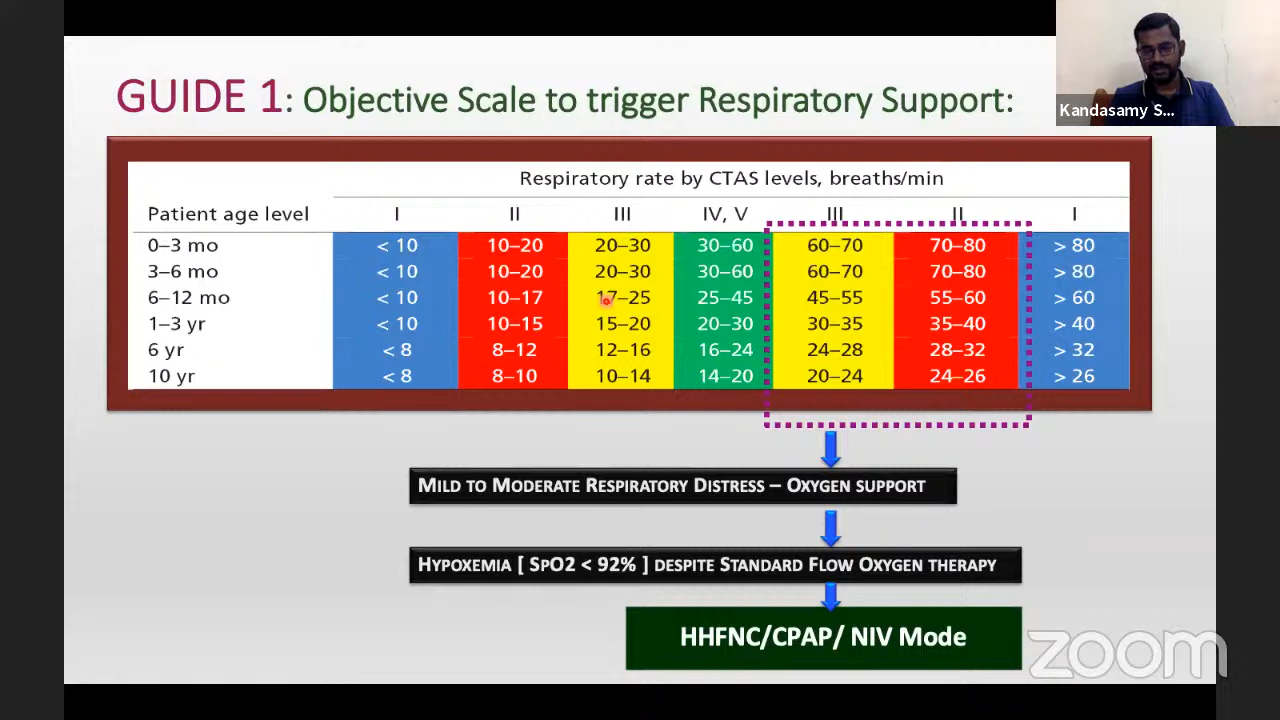 GUIDE 1: Objective Scale to trigger Respiratory Support:
Kandasamy S...
Respiratory rate by CTAS levels, breaths/min
Patient age level I II III IV, V III II I
0–3 mo < 10 10–20 20–30 30–60 60–70 70–80 > 80
3–6 mo < 10 10–20 20–30 30–60 60–70 70–80 > 80
6–12 mo < 10 10–17 17–25 25–45 45–55 55–60 > 60
1–3 yr < 10 10–15 15–20 20–30 30–35 35–40 > 40
6 yr < 8 8–12 12–16 16–24 24–28 28–32 > 32
10 yr < 8 8–10 10–14 14–20 20–24 24–26 > 26
MILD TO MODERATE RESPIRATORY DISTRESS – OXYGEN SUPPORT
HYPOXEMIA [ SPO2 < 92% ] DESPITE STANDARD FLOW OXYGEN THERAPY
HHFNC/CPAP/ NIV Mode
zoom